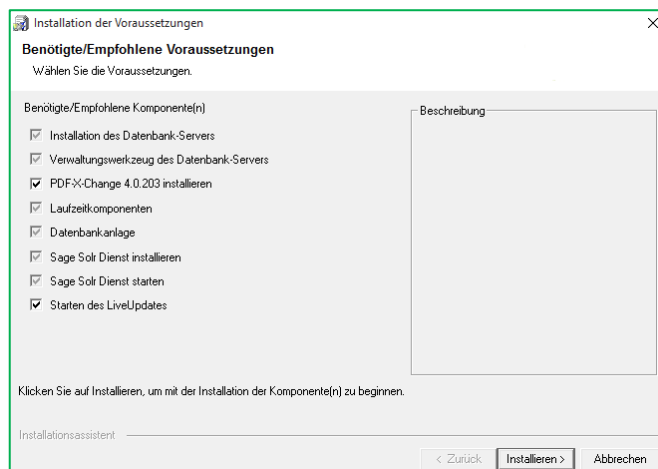 Installation der Voraussetzungen
Benötigte/Empfohlene Voraussetzungen
Wählen Sie die Voraussetzungen.
Benötigte/Empfohlene Komponente(n)
Installation des Datenbank-Servers
Verwaltungswerkzeug des Datenbank-Servers
PDF-X-Change 4.0.203 installieren
Laufzeitkomponenten
Datenbankanlage
Sage Solr Dienst installieren
Sage Solr Dienst starten
Starten des LiveUpdates
Beschreibung
Klicken Sie auf Installieren, um mit der Installation der Komponente(n) zu beginnen.
Installationsassistent
< Zurück Installieren > Abbrechen